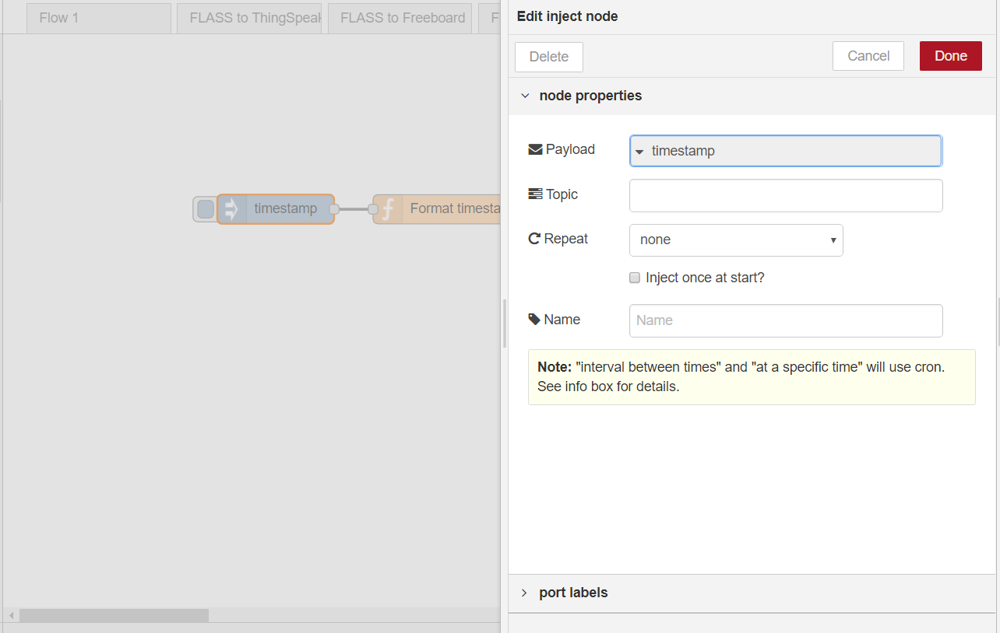 Flow 1
FLASS to ThingSpeak
FLASS to Freeboard
F
timestamp
Format timesta
Edit inject node
Delete
Cancel
Done
node properties
Payload
timestamp
Topic
Repeat
none
Inject once at start?
Name
Name
Note: "interval between times" and "at a specific time" will use cron.
See info box for details.
port labels